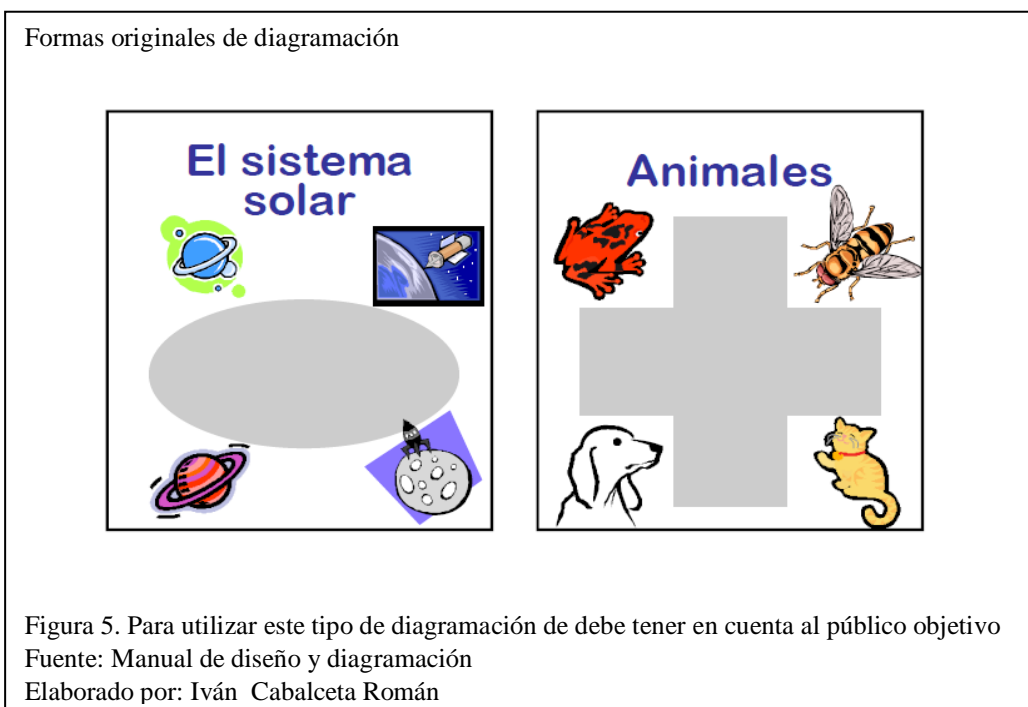 Formas originales de diagramación
El sistema
solar
Animales
Figura 5. Para utilizar este tipo de diagramación de debe tener en cuenta al público objetivo
Fuente: Manual de diseño y diagramación
Elaborado por: Iván  Cabalceta Román